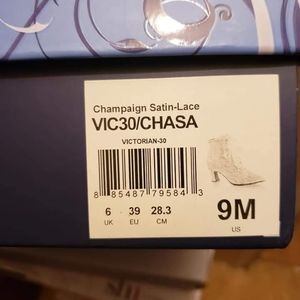 Champaign Satin-Lace
VIC30/CHASA
VICTORIAN-30
8 85487 79584 3
6 39 28.3 9M
UK EU CM US